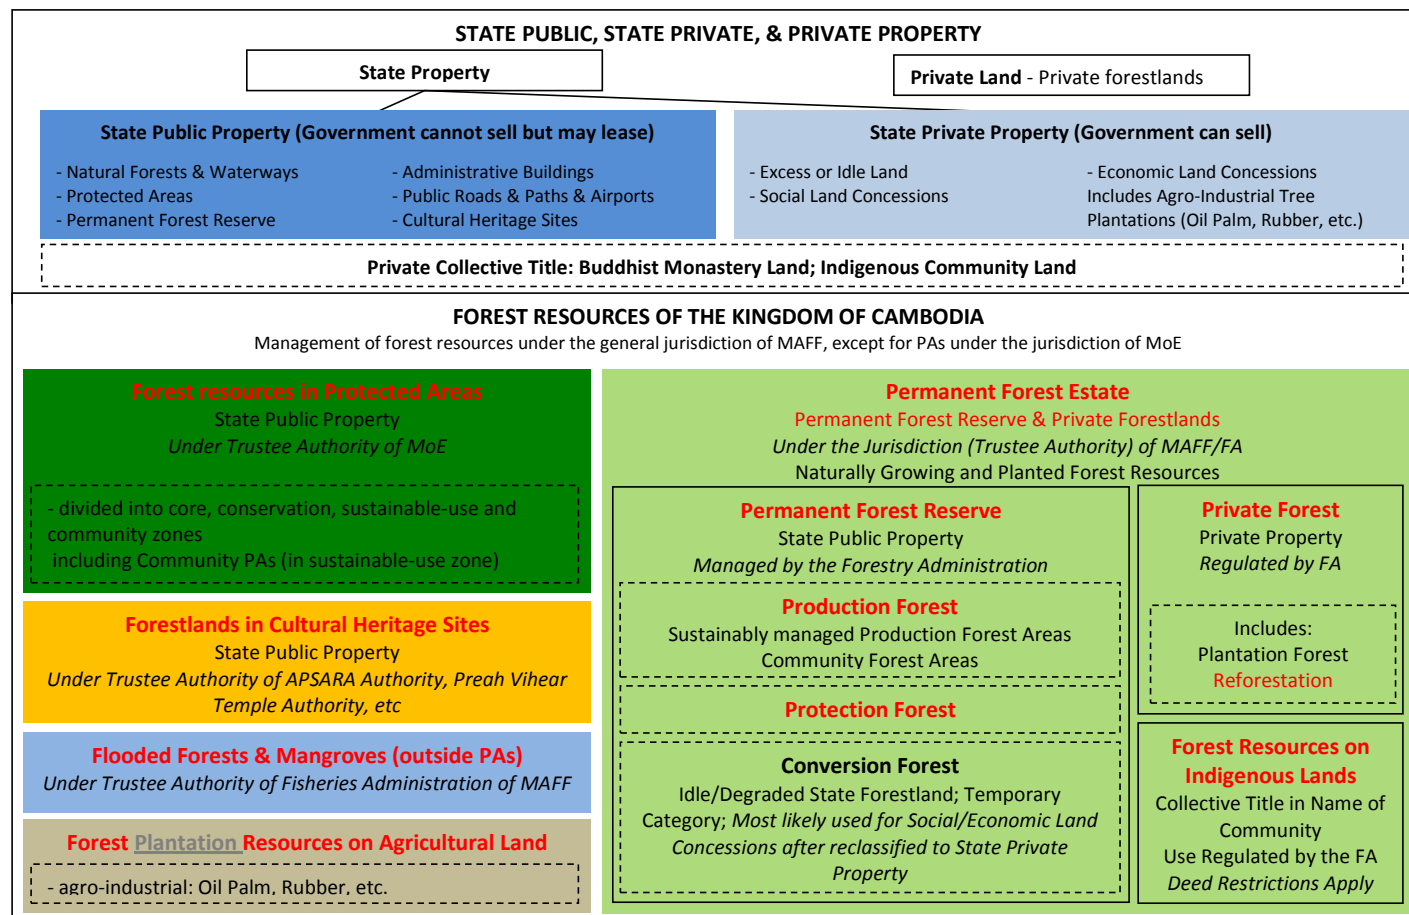 STATE PUBLIC, STATE PRIVATE, & PRIVATE PROPERTY
State Property
Private Land - Private forestlands
State Public Property (Government cannot sell but may lease)
- Natural Forests & Waterways
- Protected Areas
- Permanent Forest Reserve
- Administrative Buildings
- Public Roads & Paths & Airports
- Cultural Heritage Sites
State Private Property (Government can sell)
- Excess or Idle Land
- Social Land Concessions
- Economic Land Concessions
Includes Agro-Industrial Tree
Plantations (Oil Palm, Rubber, etc.)
Private Collective Title: Buddhist Monastery Land; Indigenous Community Land
FOREST RESOURCES OF THE KINGDOM OF CAMBODIA
Management of forest resources under the general jurisdiction of MAFF, except for PAs under the jurisdiction of MoE
Forest resources in Protected Areas
State Public Property
Under Trustee Authority of MoE
- divided into core, conservation, sustainable-use and
community zones
including Community PAs (in sustainable-use zone)
Forestlands in Cultural Heritage Sites
State Public Property
Under Trustee Authority of APSARA Authority, Preah Vihear
Temple Authority, etc
Flooded Forests & Mangroves (outside PAs)
Under Trustee Authority of Fisheries Administration of MAFF
Forest Plantation Resources on Agricultural Land
- agro-industrial: Oil Palm, Rubber, etc.
Permanent Forest Estate
Permanent Forest Reserve & Private Forestlands
Under the Jurisdiction (Trustee Authority) of MAFF/FA
Naturally Growing and Planted Forest Resources
Permanent Forest Reserve
State Public Property
Managed by the Forestry Administration
Production Forest
Sustainably managed Production Forest Areas
Community Forest Areas
Protection Forest
Conversion Forest
Idle/Degraded State Forestland; Temporary
Category; Most likely used for Social/Economic Land
Concessions after reclassified to State Private
Property
Private Forest
Private Property
Regulated by FA
Includes:
Plantation Forest
Reforestation
Forest Resources on
Indigenous Lands
Collective Title in Name of
Community
Use Regulated by the FA
Deed Restrictions Apply